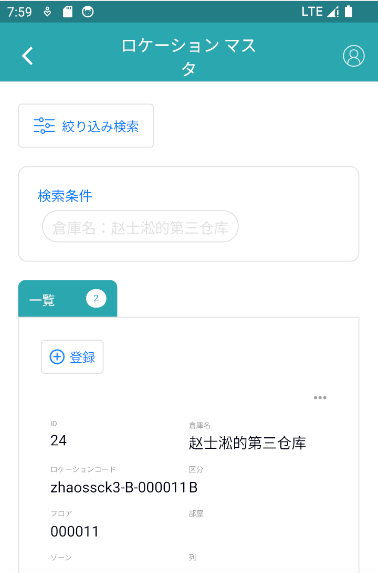 7:59 LTE
ロケーション マス
タ
絞り込み検索
検索条件
倉庫名：赵士淞的第三仓库
一覧 2
登録
ID 倉庫名
24 赵士淞的第三仓库
ロケーションコード 区分
zhaossck3-B-000011 B
フロア 部屋
000011
ゾーン 列